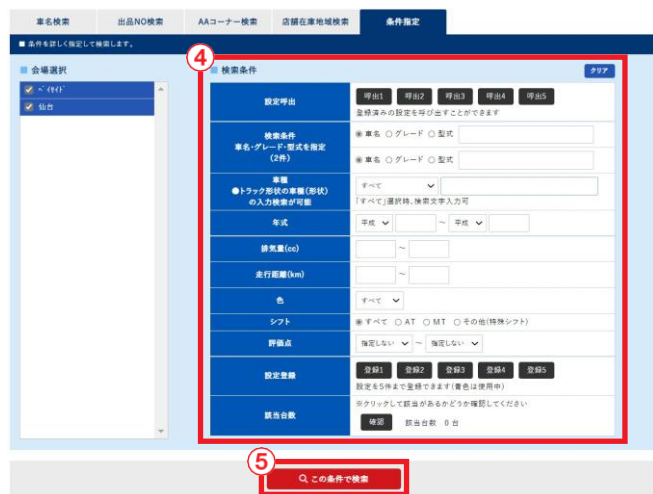 車名検索 出品NO検索 AAコーナー検索 店舗在庫地域検索 条件指定
■ 条件を詳しく指定して検索します。
会場選択
ベイサイド
仙台
④
検索条件 クリア
設定呼出
呼出1 呼出2 呼出3 呼出4 呼出5
登録済みの設定を呼び出すことができます
検索条件
車名・グレード・型式を指定
(2件)
車名 グレード 型式
車名 グレード 型式
車種
●トラック形状の車種(形状)
の入力検索が可能
すべて
「すべて」選択時、検索文字入力可
年式
平成 ~ 平成
排気量(cc)
~
走行距離(km)
~
色
すべて
シフト
すべて AT MT その他(特殊シフト)
評価点
指定しない ~ 指定しない
設定登録
登録1 登録2 登録3 登録4 登録5
設定を5件まで登録できます(青色は使用中)
該当台数
※クリックして該当があるかどうか確認してください
確認 該当台数 0 台
⑤
この条件で検索